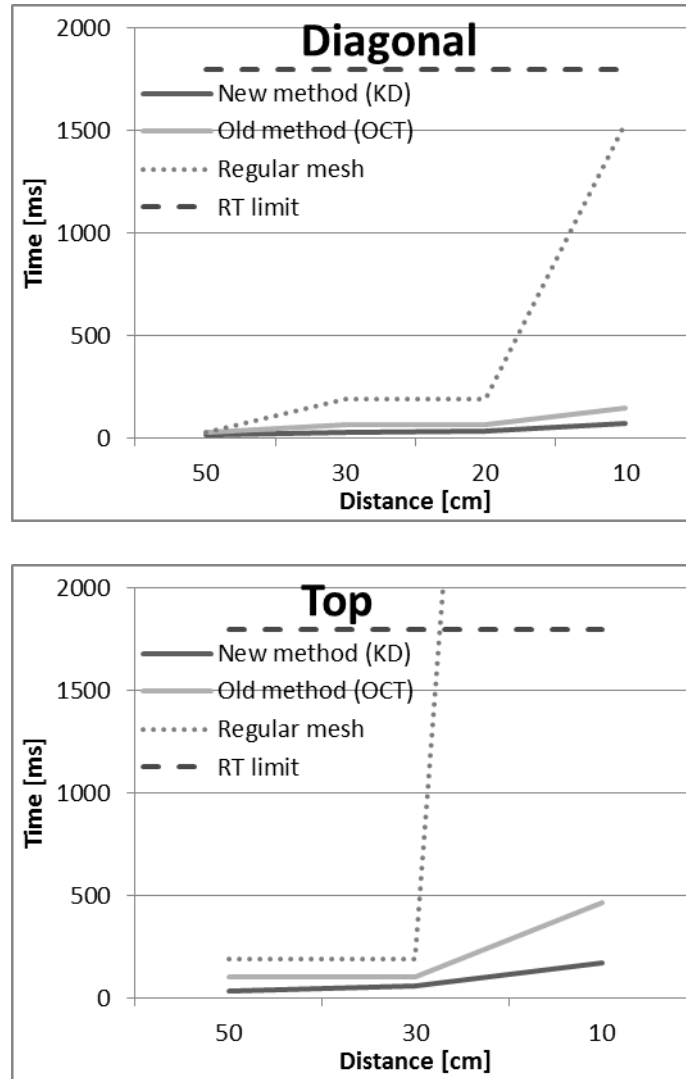 Diagonal
2000
1500
1000
500
0
Time [ms]
New method (KD)
Old method (OCT)
Regular mesh
RT limit
50 30 20 10
Distance [cm]
Top
2000
1500
1000
500
0
Time [ms]
New method (KD)
Old method (OCT)
Regular mesh
RT limit
50 30 10
Distance [cm]